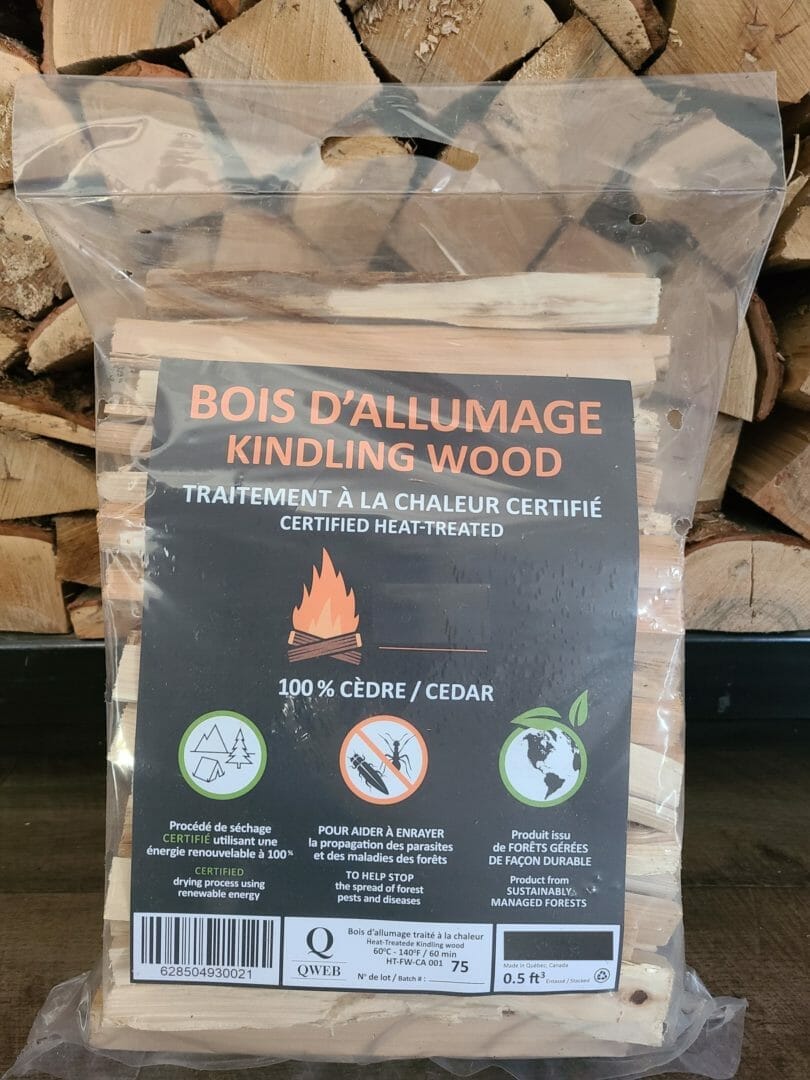 BOIS D'ALLUMAGE
KINDLING WOOD
TRAITEMENT À LA CHALEUR CERTIFIÉ
CERTIFIED HEAT-TREATED
100 % CÈDRE / CEDAR
Procédé de séchage
CERTIFIÉ utilisant une
énergie renouvelable à 100%
CERTIFIED
drying process using
renewable energy
POUR AIDER À ENRAYER
la propagation des parasites
et des maladies des forêts
TO HELP STOP
the spread of forest
pests and diseases
Produit issu
de FORÊTS GÉRÉES
DE FAÇON DURABLE
Product from
SUSTAINABLY
MANAGED FORESTS
628504930021
Q
QWEB
Bois d'allumage traité à la chaleur
Heat-Treatede Kindling wood
60°C - 140°F / 60 min
HT-FW-CA 001 75
N° de lot / Batch # :
Made in Québec, Canada
0.5 ft³ Entassé / Stacked